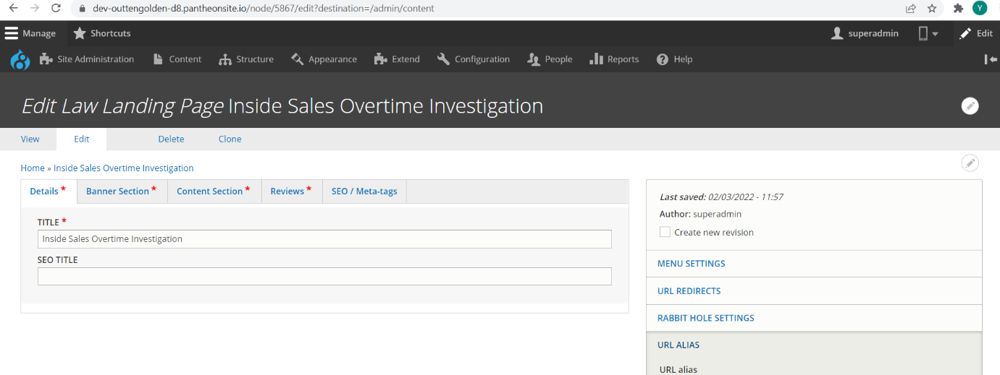 dev-outtengolden-d8.pantheonsite.io/node/5867/edit?destination=/admin/content
Y
Manage Shortcuts superadmin Edit
Site Administration Content Structure Appearance Extend Configuration People Reports Help
Edit Law Landing Page Inside Sales Overtime Investigation
View Edit Delete Clone
Home » Inside Sales Overtime Investigation
Details * Banner Section * Content Section * Reviews * SEO / Meta-tags
TITLE *
Inside Sales Overtime Investigation
SEO TITLE
Last saved: 02/03/2022 - 11:57
Author: superadmin
Create new revision
MENU SETTINGS
URL REDIRECTS
RABBIT HOLE SETTINGS
URL ALIAS
URL alias